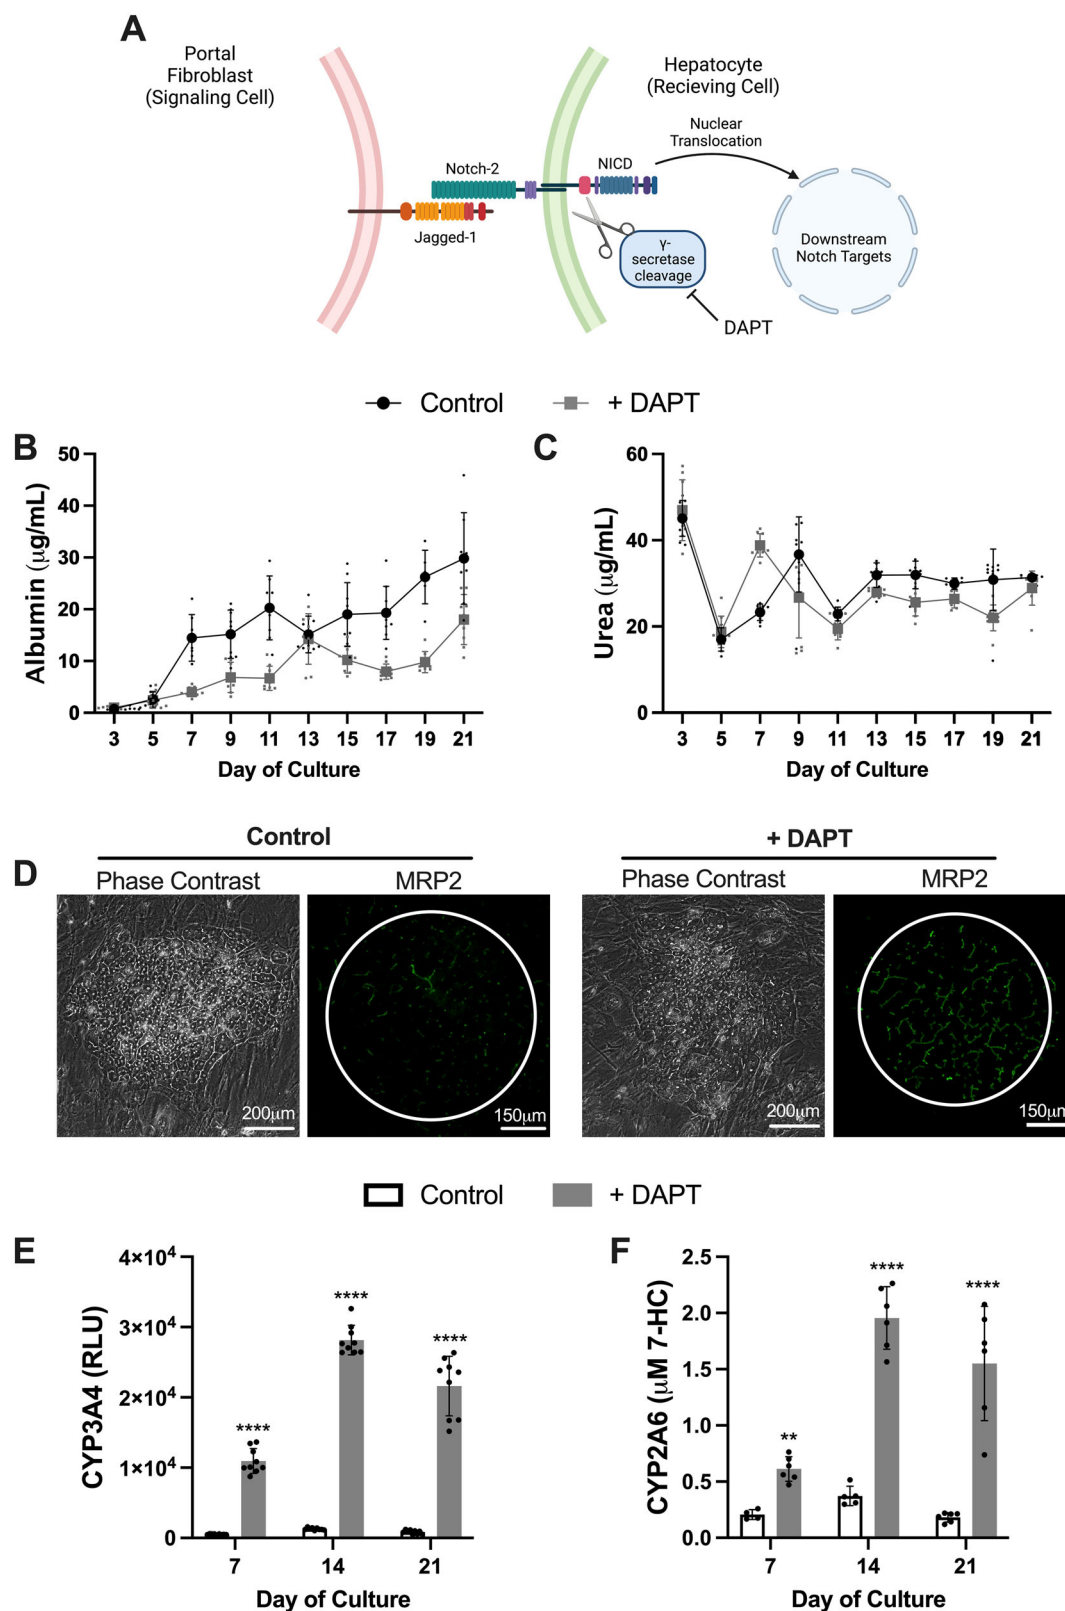 A
Portal
Fibroblast
(Signaling Cell)
Hepatocyte
(Recieving Cell)
Nuclear
Translocation
Notch-2
NICD
Jagged-1
γ-
secretase
cleavage
Downstream
Notch Targets
DAPT
Control
+ DAPT
B
Albumin (μg/mL)
50
40
30
20
10
0
3 5 7 9 11 13 15 17 19 21
Day of Culture
C
Urea (μg/mL)
60
40
20
0
3 5 7 9 11 13 15 17 19 21
Day of Culture
D
Control
+ DAPT
Phase Contrast
MRP2
Phase Contrast
MRP2
200μm
150μm
200μm
150μm
Control
+ DAPT
E
CYP3A4 (RLU)
4×10⁴
3×10⁴
2×10⁴
1×10⁴
0
****
****
****
7 14 21
Day of Culture
F
CYP2A6 (μM 7-HC)
2.5
2.0
1.5
1.0
0.5
0.0
**
****
****
7 14 21
Day of Culture